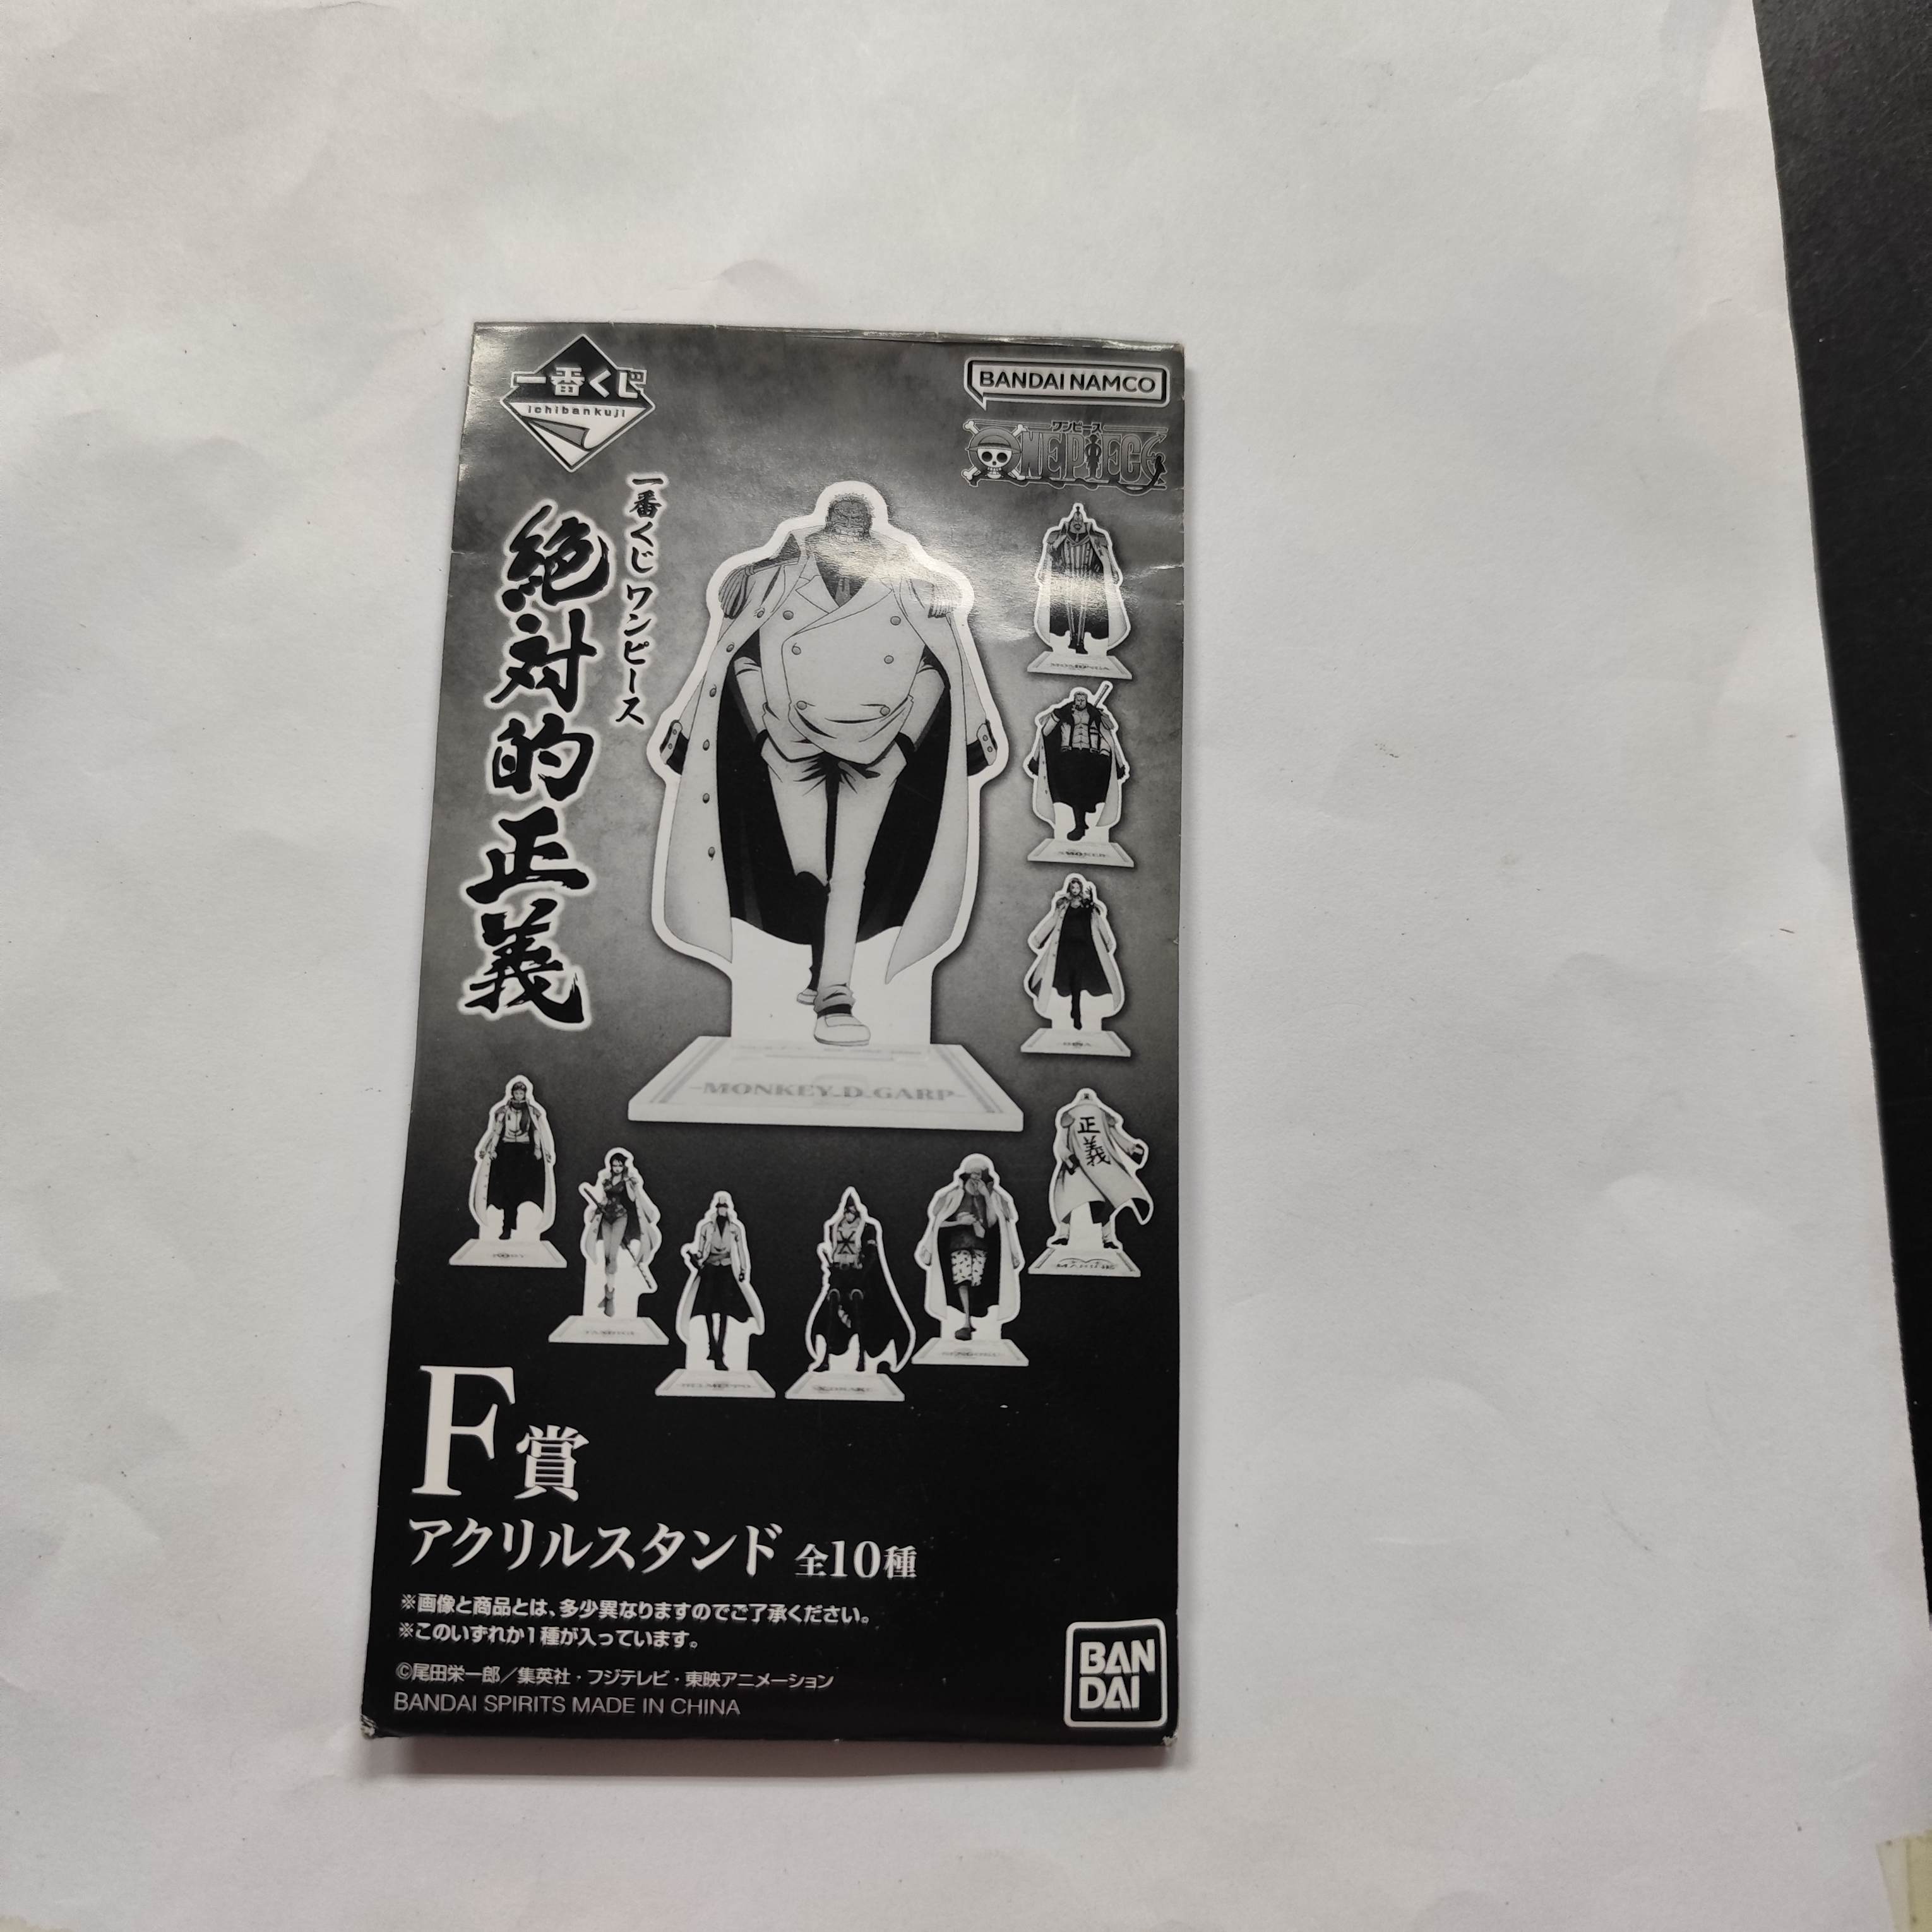 一番くじ
ichibankuji
BANDAI NAMCO
ワンピース
ONE PIECE
一番くじ ワンピース
絶対的正義
MONKEY.D.GARP
正義
F賞
アクリルスタンド 全10種
※画像と商品とは、多少異なりますのでご了承ください。
※このいずれか1種が入っています。
©尾田栄一郎／集英社・フジテレビ・東映アニメーション
BANDAI SPIRITS MADE IN CHINA
BAN
DAI